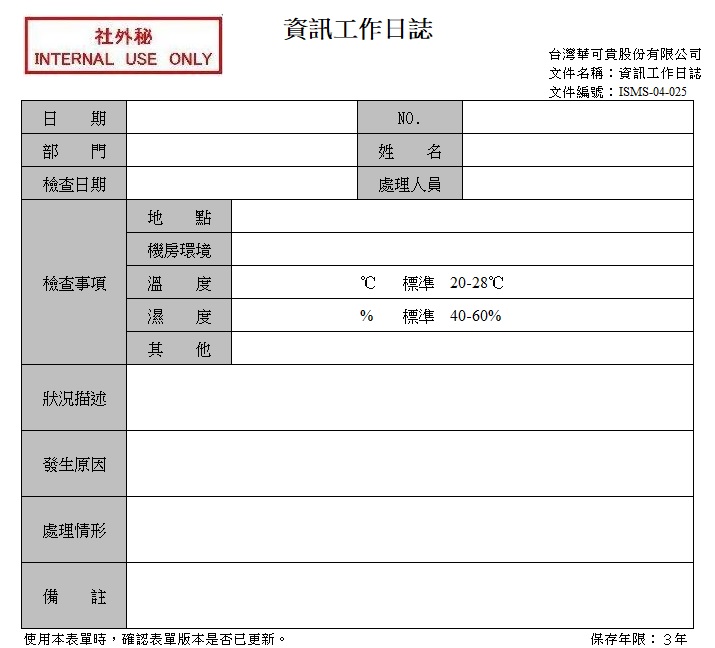 社外秘
INTERNAL USE ONLY
資訊工作日誌
台灣華可貴股份有限公司
文件名稱：資訊工作日誌
文件編號：ISMS-04-025
日 期 NO.
部 門 姓 名
檢查日期 處理人員
檢查事項
地 點
機房環境
溫 度 ℃ 標準 20-28℃
濕 度 % 標準 40-60%
其 他
狀況描述
發生原因
處理情形
備 註
使用本表單時，確認表單版本是否已更新。 保存年限：3年